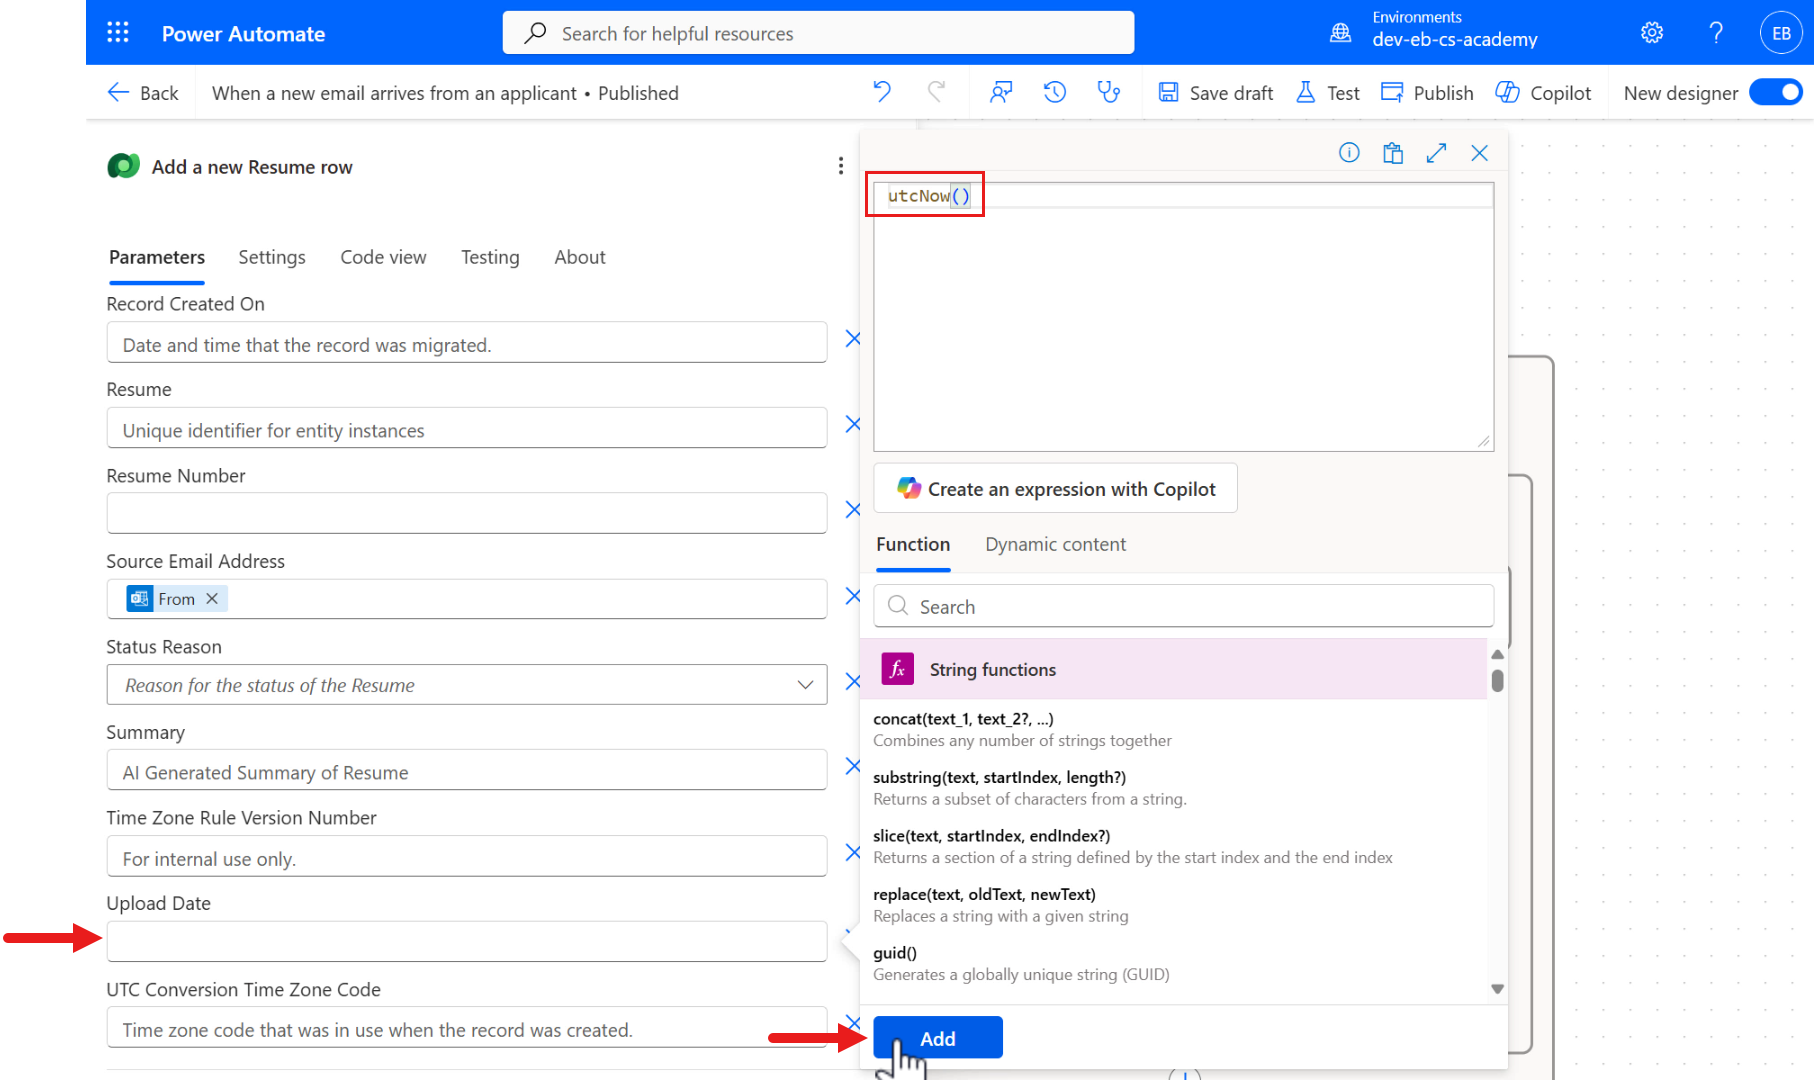 Power Automate
Search for helpful resources
Environments
dev-eb-cs-academy
?
EB
Back
When a new email arrives from an applicant • Published
Save draft
Test
Publish
Copilot
New designer
Add a new Resume row
Parameters
Settings
Code view
Testing
About
Record Created On
Date and time that the record was migrated.
Resume
Unique identifier for entity instances
Resume Number
Source Email Address
From
Status Reason
Reason for the status of the Resume
Summary
AI Generated Summary of Resume
Time Zone Rule Version Number
For internal use only.
Upload Date
UTC Conversion Time Zone Code
Time zone code that was in use when the record was created.
utcNow()
Create an expression with Copilot
Function
Dynamic content
Search
fx
String functions
concat(text_1, text_2?, ...)
Combines any number of strings together
substring(text, startIndex, length?)
Returns a subset of characters from a string.
slice(text, startIndex, endIndex?)
Returns a section of a string defined by the start index and the end index
replace(text, oldText, newText)
Replaces a string with a given string
guid()
Generates a globally unique string (GUID)
Add